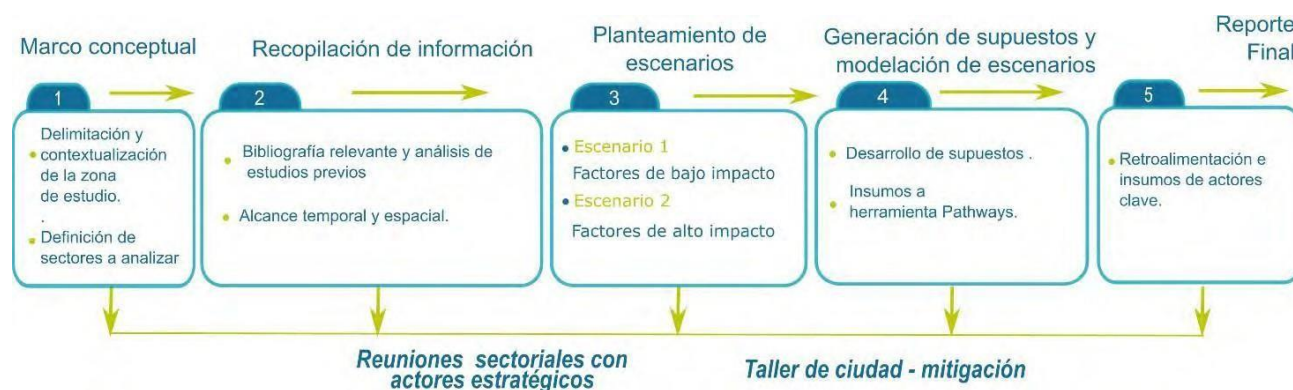 Marco conceptual
1
Delimitación y
contextualización
de la zona
de estudio.
.
Definición de
sectores a analizar
Recopilación de información
2
Bibliografía relevante y análisis de
estudios previos
Alcance temporal y espacial.
Planteamiento de
escenarios
3
Escenario 1
Factores de bajo impacto
Escenario 2
Factores de alto impacto
Generación de supuestos y
modelación de escenarios
4
Desarrollo de supuestos .
Insumos a
herramienta Pathways.
Reporte
Final
5
Retroalimentación e
insumos de actores
clave.
Reuniones sectoriales con
actores estratégicos
Taller de ciudad - mitigación